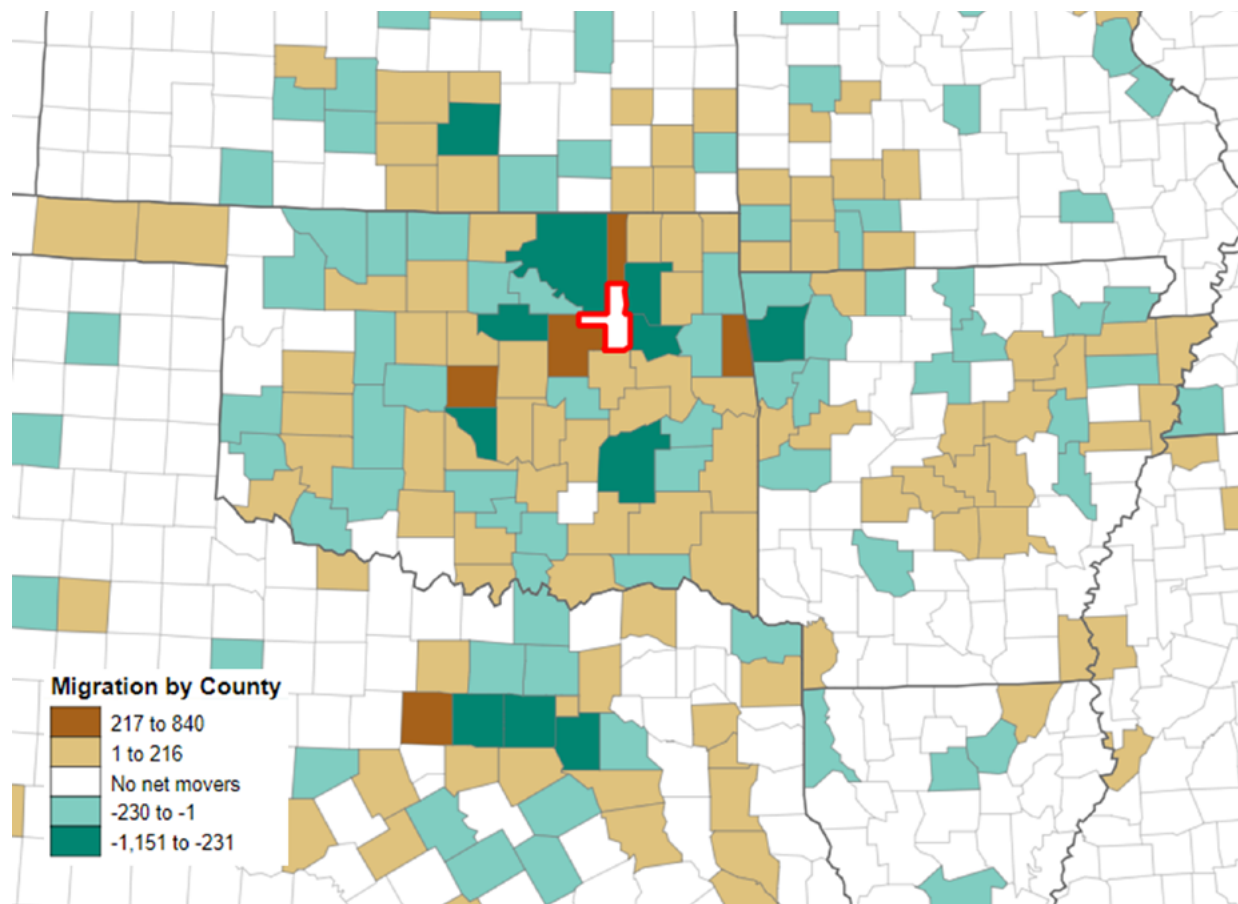 Migration by County
217 to 840
1 to 216
No net movers
-230 to -1
-1,151 to -231